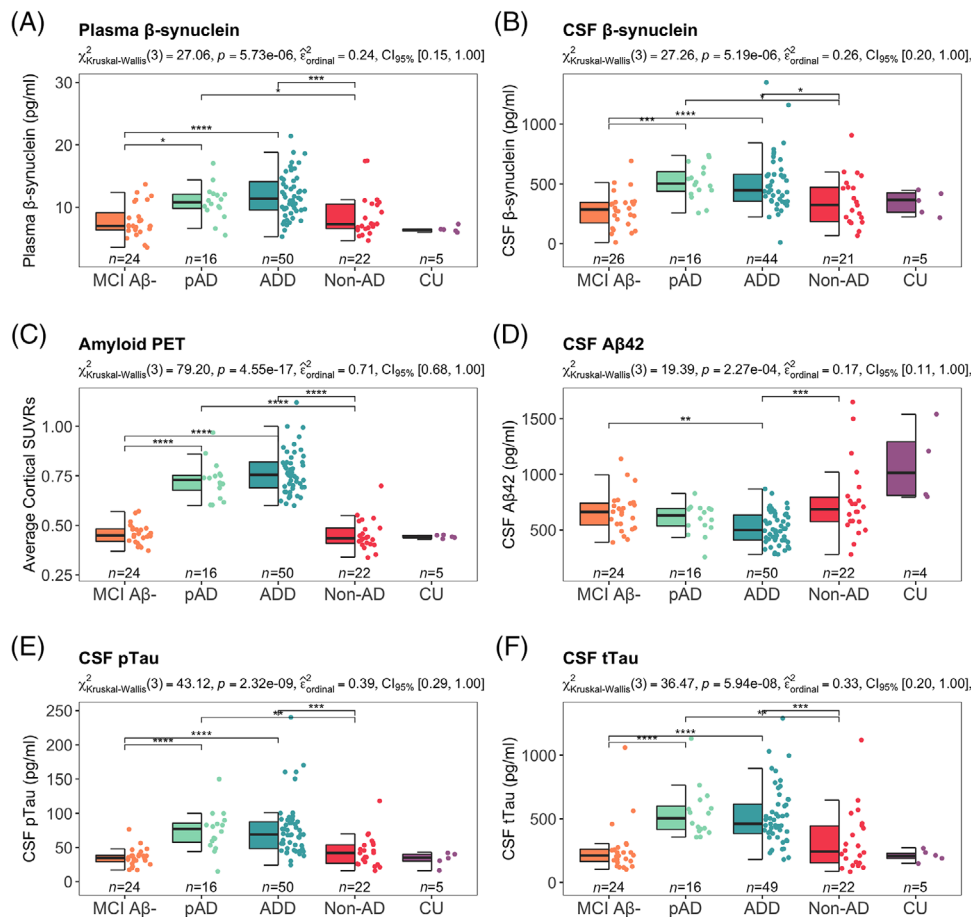 (A) Plasma β-synuclein
χ²Kruskal-Wallis(3) = 27.06, p = 5.73e-06, ε̂²ordinal = 0.24, CI95% [0.15, 1.00]
Plasma β-synuclein (pg/ml)
30
20
10
***
*
****
*
n=24 n=16 n=50 n=22 n=5
MCI Aβ- pAD ADD Non-AD CU
(B) CSF β-synuclein
χ²Kruskal-Wallis(3) = 27.26, p = 5.19e-06, ε̂²ordinal = 0.26, CI95% [0.20, 1.00],
CSF β-synuclein (pg/ml)
1000
500
0
*
*
****
***
n=26 n=16 n=44 n=21 n=5
MCI Aβ- pAD ADD Non-AD CU
(C) Amyloid PET
χ²Kruskal-Wallis(3) = 79.20, p = 4.55e-17, ε̂²ordinal = 0.71, CI95% [0.68, 1.00]
Average Cortical SUVRs
1.00
0.75
0.50
0.25
****
****
****
****
n=24 n=16 n=50 n=22 n=5
MCI Aβ- pAD ADD Non-AD CU
(D) CSF Aβ42
χ²Kruskal-Wallis(3) = 19.39, p = 2.27e-04, ε̂²ordinal = 0.17, CI95% [0.11, 1.00],
CSF Aβ42 (pg/ml)
1500
1000
500
***
**
n=24 n=16 n=50 n=22 n=4
MCI Aβ- pAD ADD Non-AD CU
(E) CSF pTau
χ²Kruskal-Wallis(3) = 43.12, p = 2.32e-09, ε̂²ordinal = 0.39, CI95% [0.29, 1.00]
CSF pTau (pg/ml)
250
200
150
100
50
0
***
**
****
****
n=24 n=16 n=50 n=22 n=5
MCI Aβ- pAD ADD Non-AD CU
(F) CSF tTau
χ²Kruskal-Wallis(3) = 36.47, p = 5.94e-08, ε̂²ordinal = 0.33, CI95% [0.20, 1.00],
CSF tTau (pg/ml)
1000
500
0
***
**
****
****
n=24 n=16 n=49 n=22 n=5
MCI Aβ- pAD ADD Non-AD CU